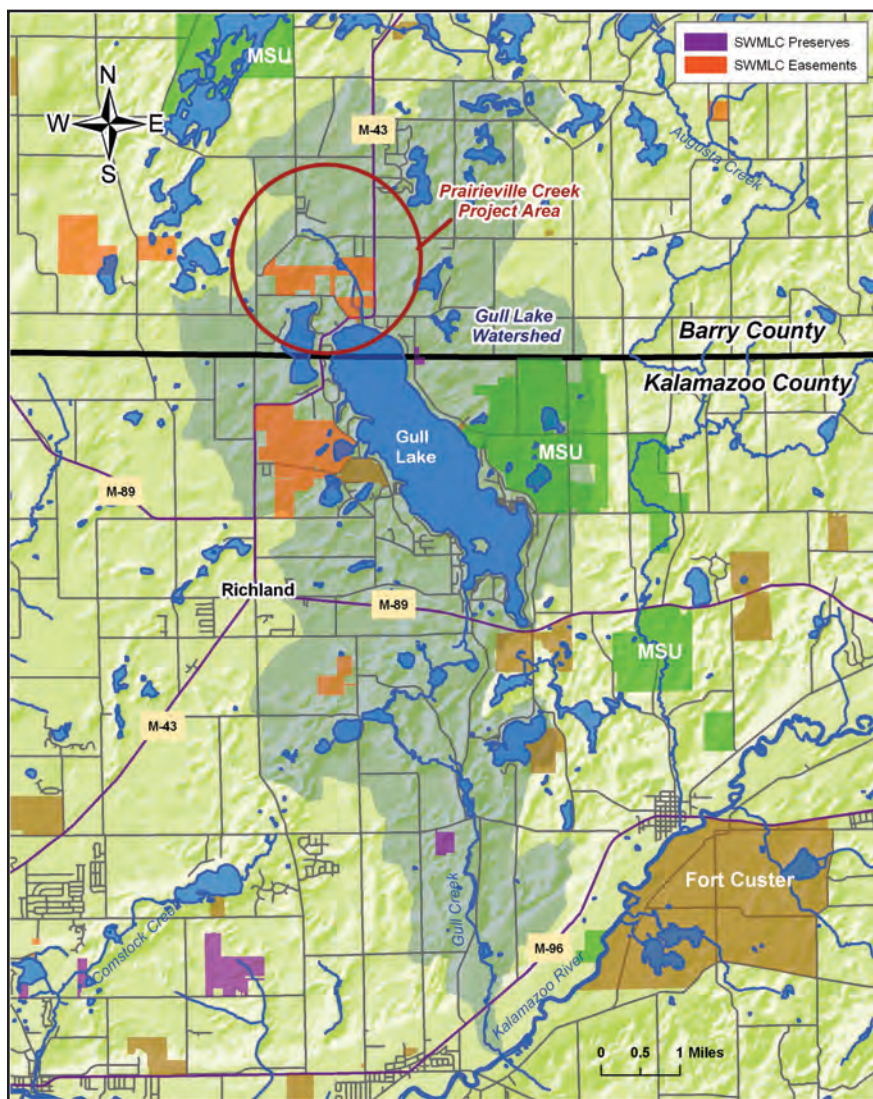 MSU
SWMLC Preserves
SWMLC Easements
N
W E
S
M-43
Augusta Creek
Prairieville Creek
Project Area
Gull Lake
Watershed
Barry County
Kalamazoo County
Gull
Lake
MSU
M-89
Richland
M-89
MSU
M-43
Fort Custer
Gull Creek
Comstock Creek
M-96
Kalamazoo River
0 0.5 1 Miles